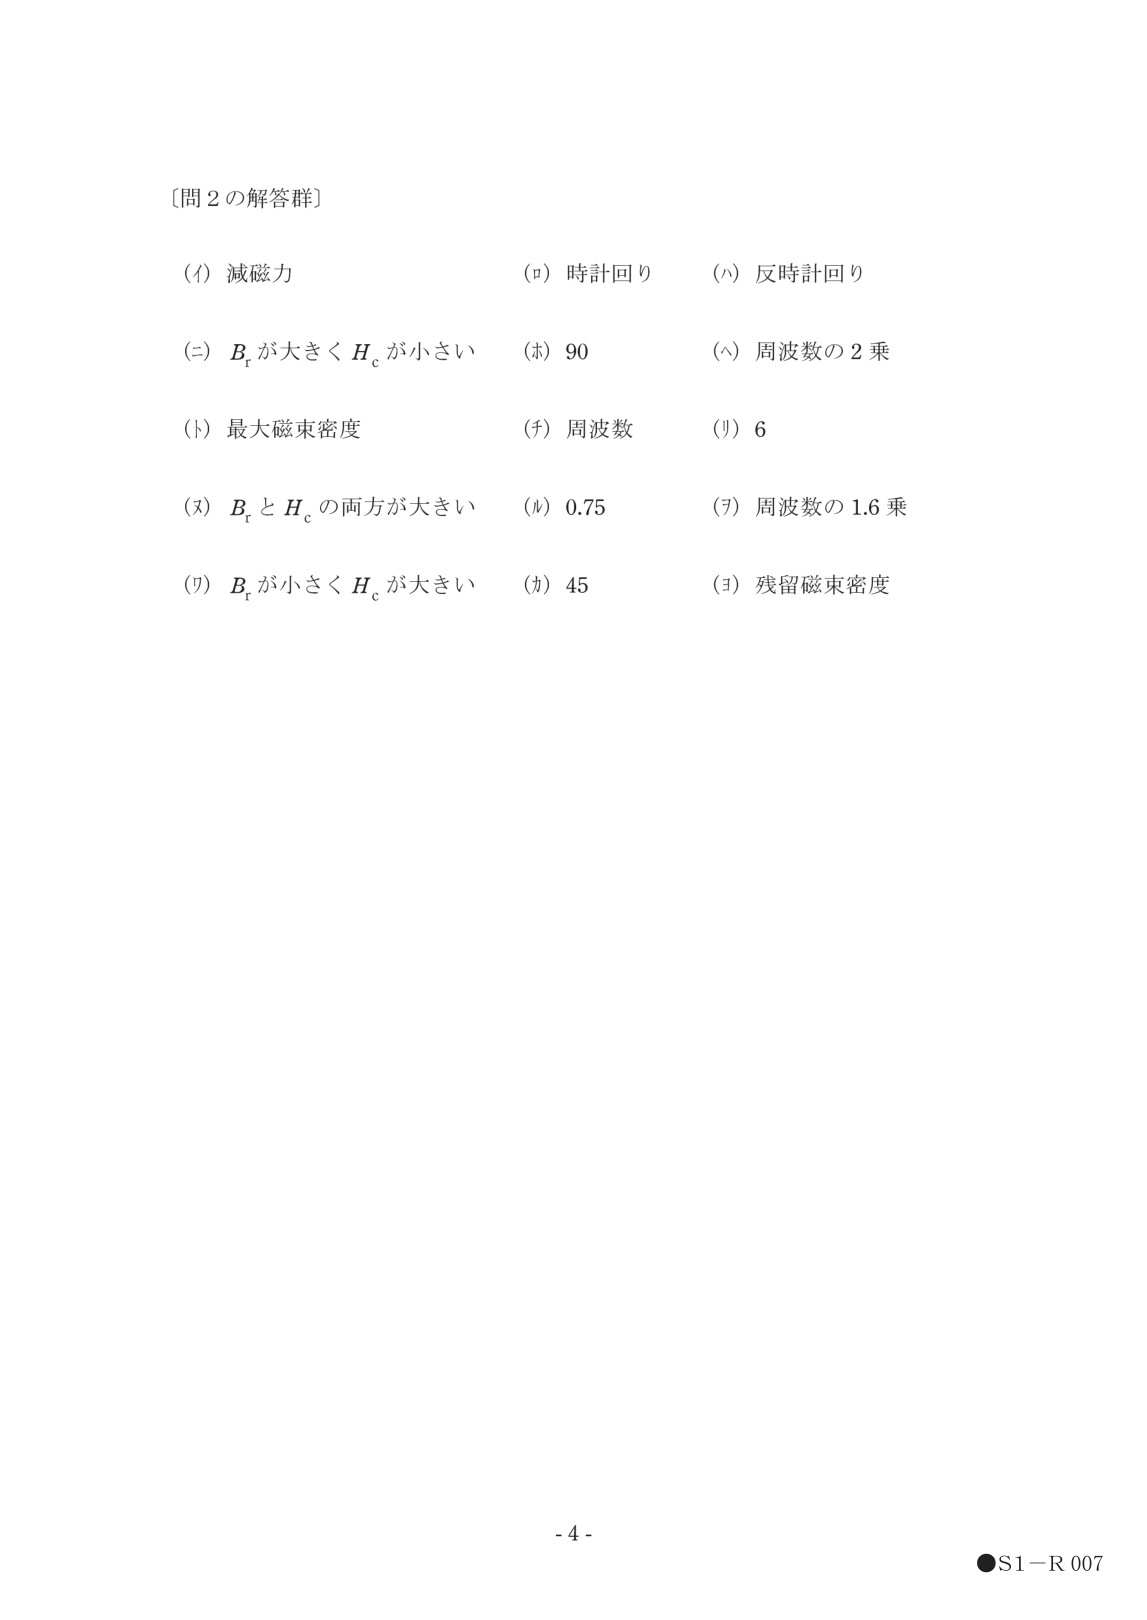 〔問２の解答群〕
(ｲ) 減磁力 (ﾛ) 時計回り (ﾊ) 反時計回り
(ﾆ) Br が大きく Hc が小さい (ﾎ) 90 (ﾍ) 周波数の 2 乗
(ﾄ) 最大磁束密度 (ﾁ) 周波数 (ﾘ) 6
(ﾇ) Br と Hc の両方が大きい (ﾙ) 0.75 (ｦ) 周波数の 1.6 乗
(ﾜ) Br が小さく Hc が大きい (ｶ) 45 (ﾖ) 残留磁束密度
- 4 -
●S1－R 007